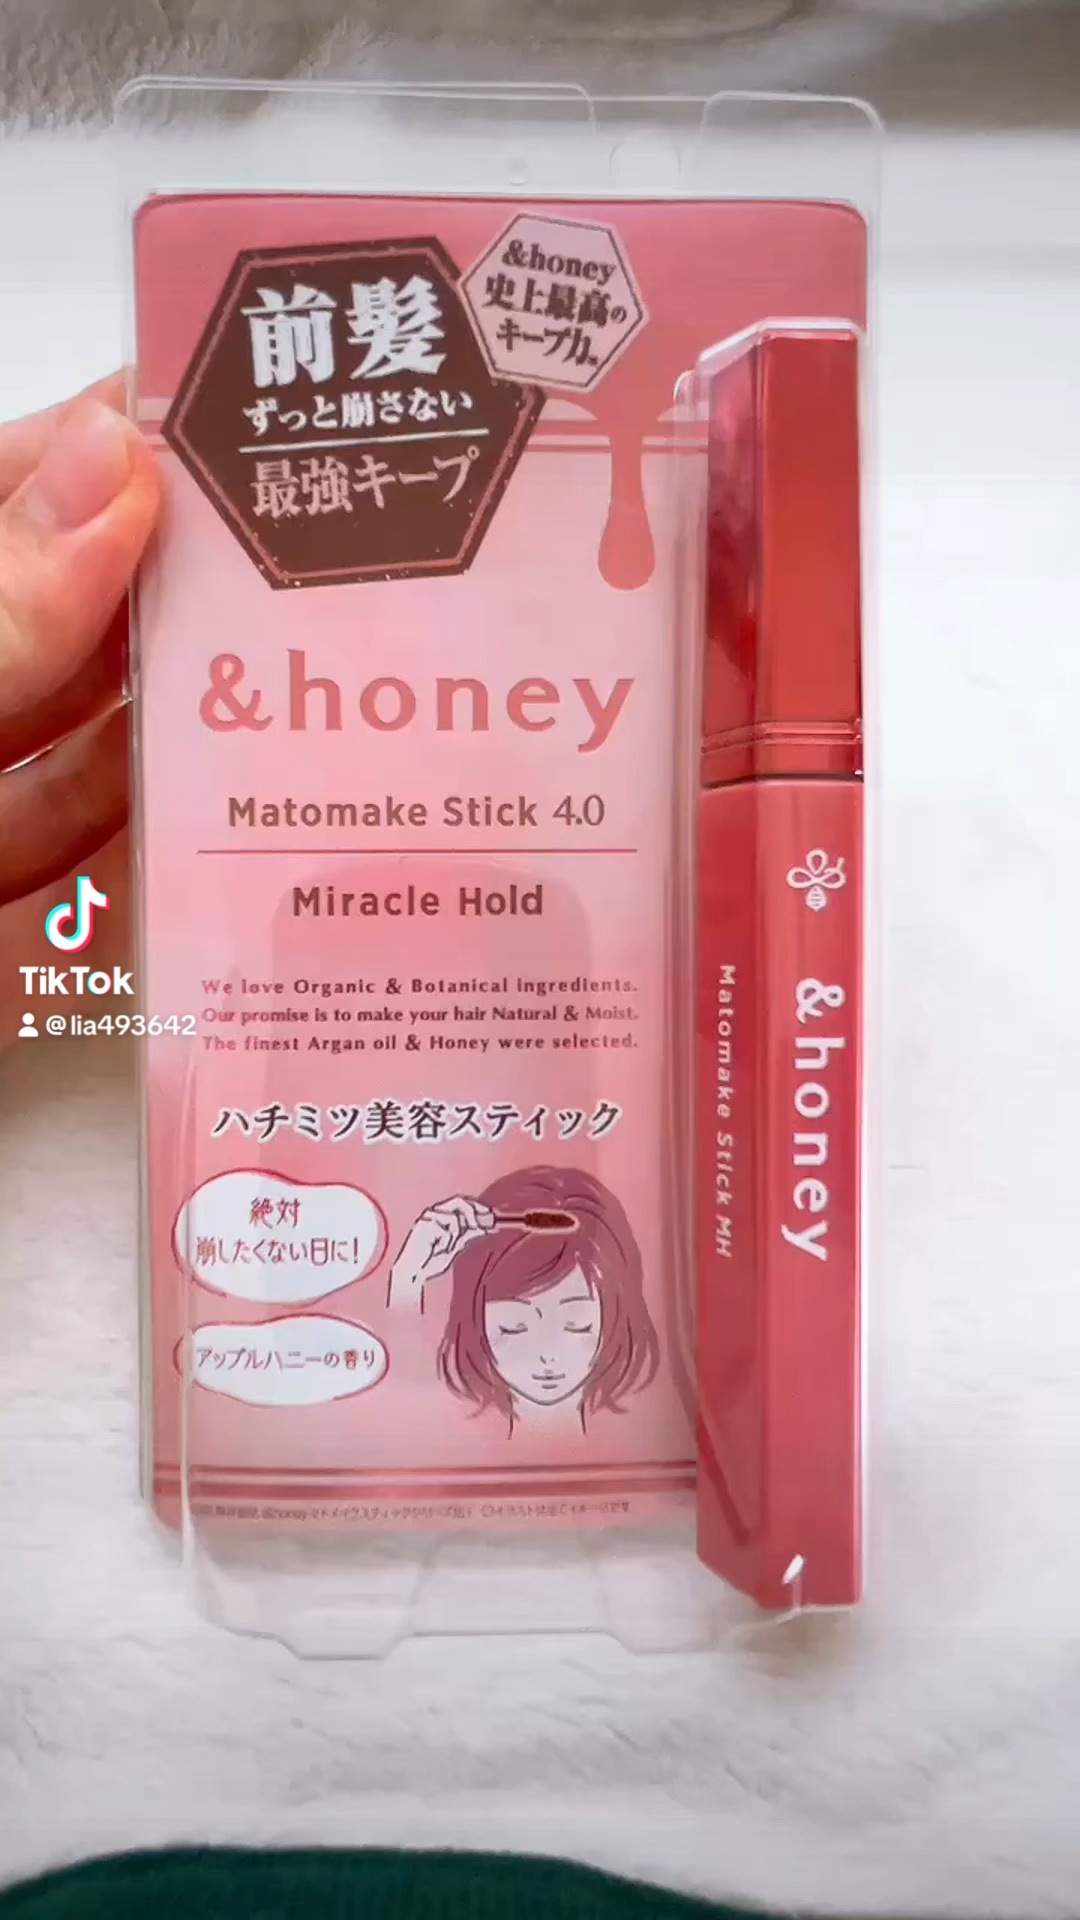 &honey
史上最高の
キープ力※
前髪
ずっと崩さない
最強キープ
&honey
Matomake Stick 4.0
Miracle Hold
We love Organic & Botanical ingredients.
Our promise is to make your hair Natural & Moist.
The finest Argan oil & Honey were selected.
ハチミツ美容スティック
絶対
崩したくない日に!
アップルハニーの香り
&honey
Matomake Stick MH
TikTok
@lia493642